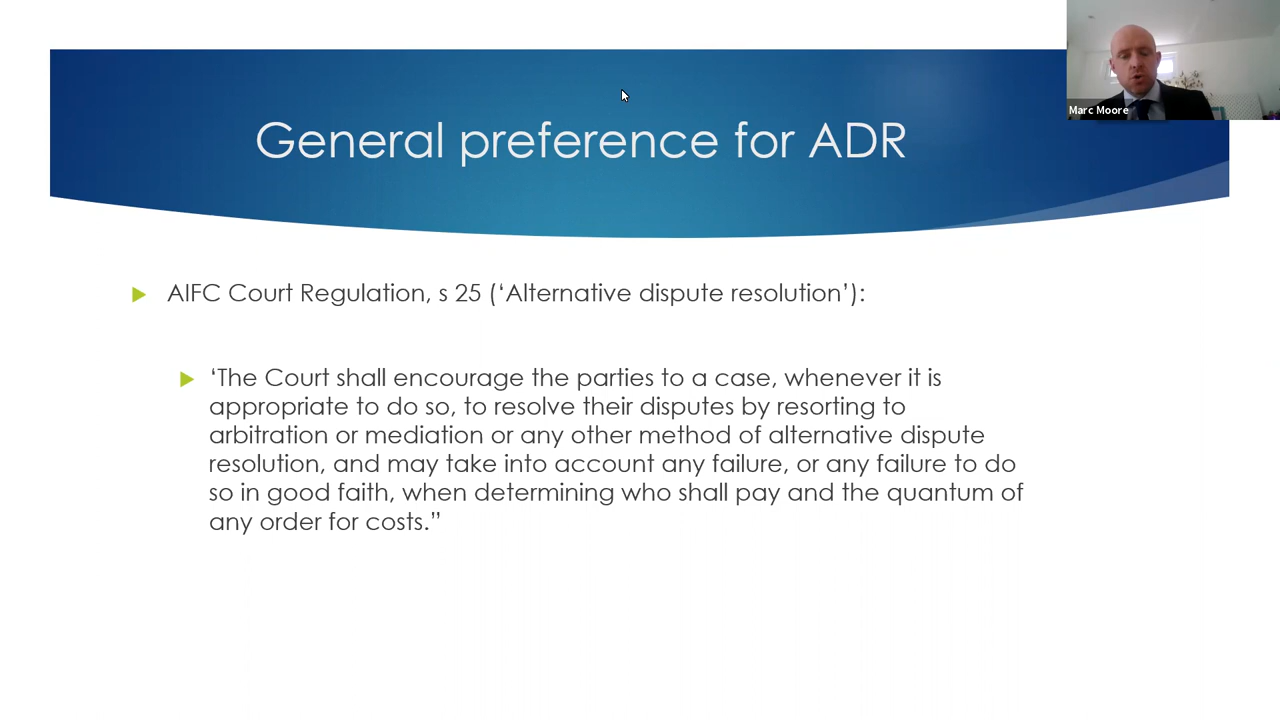 Marc Moore
General preference for ADR
AIFC Court Regulation, s 25 (‘Alternative dispute resolution’):
‘The Court shall encourage the parties to a case, whenever it is
appropriate to do so, to resolve their disputes by resorting to
arbitration or mediation or any other method of alternative dispute
resolution, and may take into account any failure, or any failure to do
so in good faith, when determining who shall pay and the quantum of
any order for costs.”